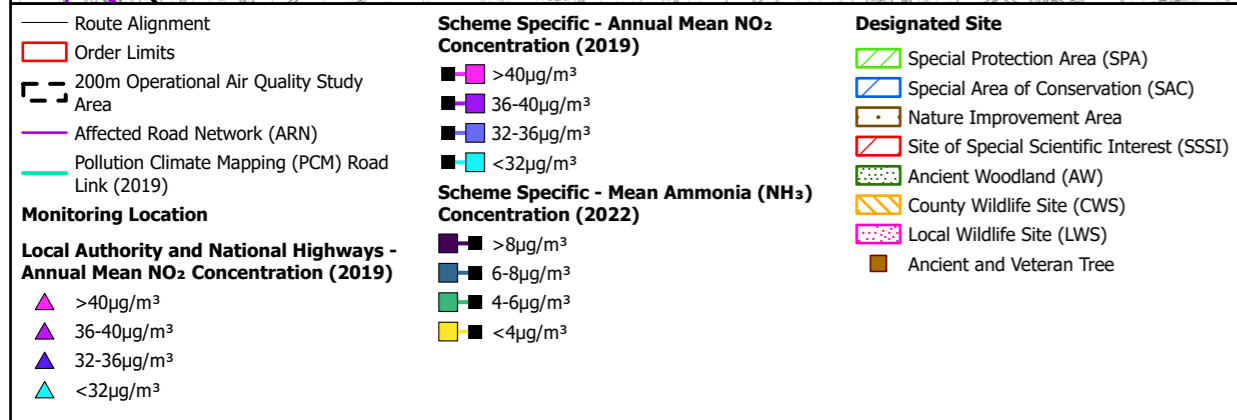 Route Alignment
Order Limits
200m Operational Air Quality Study
Area
Affected Road Network (ARN)
Pollution Climate Mapping (PCM) Road
Link (2019)
Monitoring Location
Local Authority and National Highways -
Annual Mean NO₂ Concentration (2019)
>40µg/m³
36-40µg/m³
32-36µg/m³
<32µg/m³
Scheme Specific - Annual Mean NO₂
Concentration (2019)
>40µg/m³
36-40µg/m³
32-36µg/m³
<32µg/m³
Scheme Specific - Mean Ammonia (NH₃)
Concentration (2022)
>8µg/m³
6-8µg/m³
4-6µg/m³
<4µg/m³
Designated Site
Special Protection Area (SPA)
Special Area of Conservation (SAC)
Nature Improvement Area
Site of Special Scientific Interest (SSSI)
Ancient Woodland (AW)
County Wildlife Site (CWS)
Local Wildlife Site (LWS)
Ancient and Veteran Tree